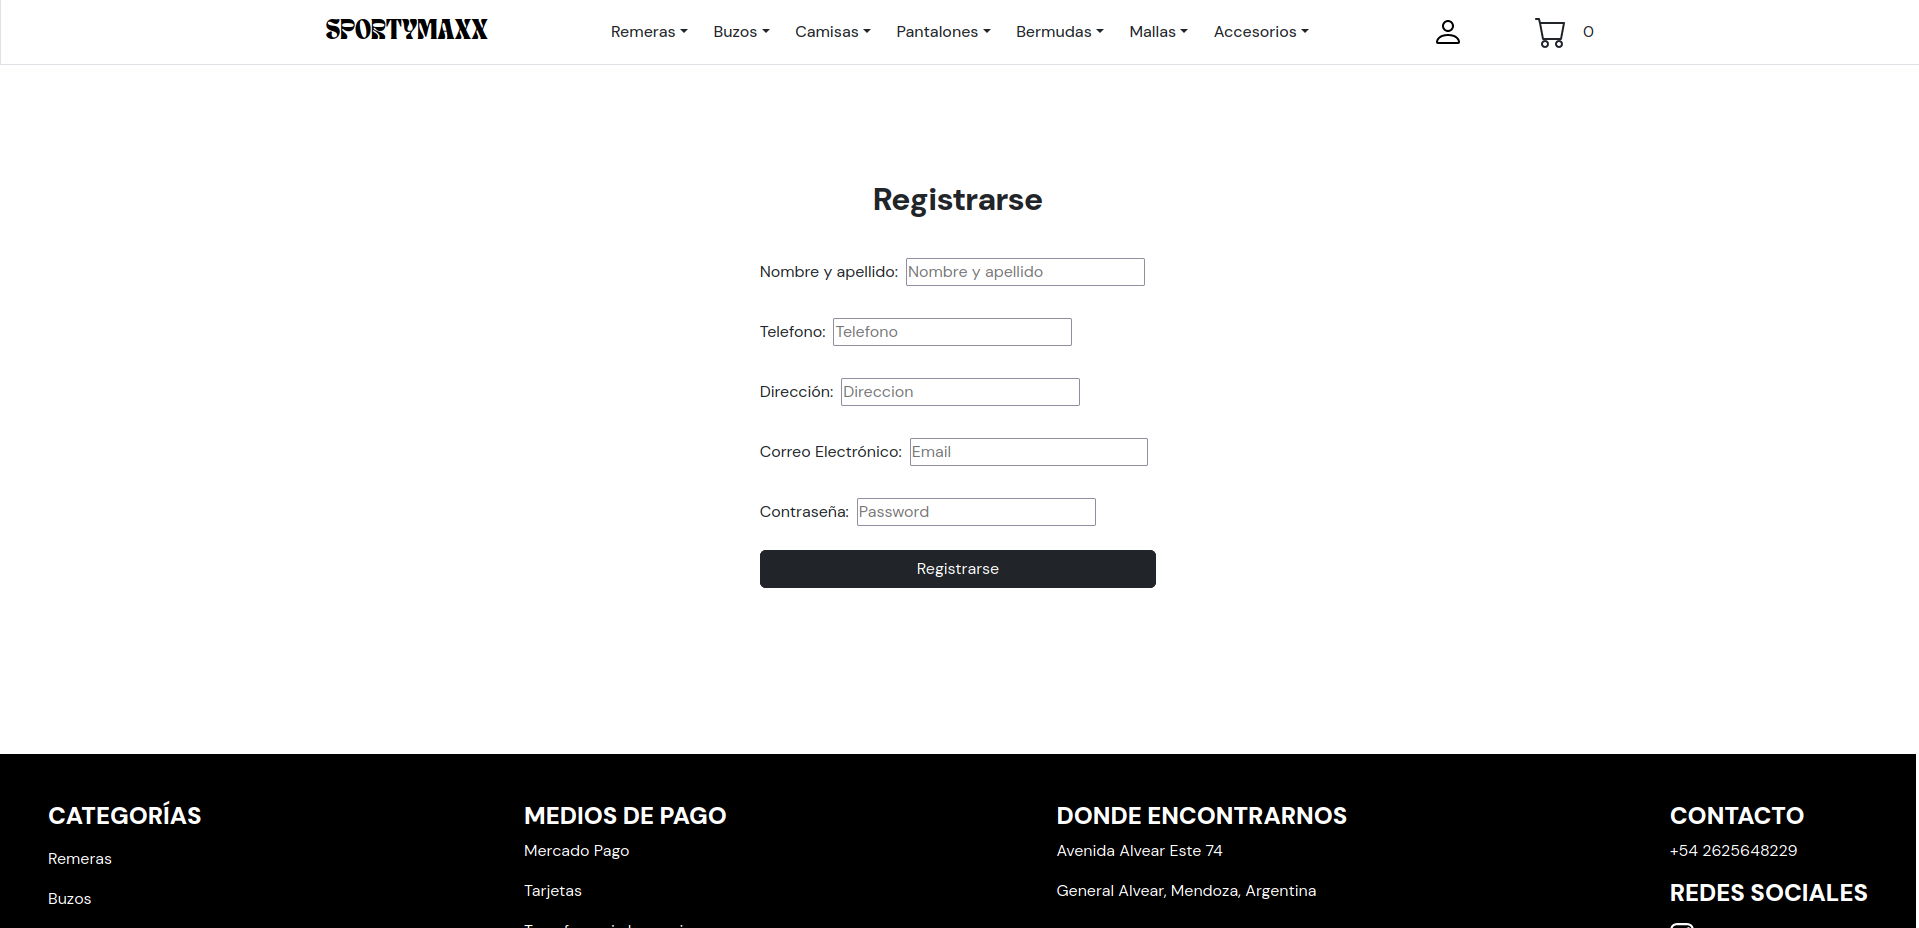 SPORTYMAXX
Remeras Buzos Camisas Pantalones Bermudas Mallas Accesorios 0
Registrarse
Nombre y apellido: Nombre y apellido
Telefono: Telefono
Dirección: Direccion
Correo Electrónico: Email
Contraseña: Password
Registrarse
CATEGORÍAS
Remeras
Buzos
MEDIOS DE PAGO
Mercado Pago
Tarjetas
DONDE ENCONTRARNOS
Avenida Alvear Este 74
General Alvear, Mendoza, Argentina
CONTACTO
+54 2625648229
REDES SOCIALES